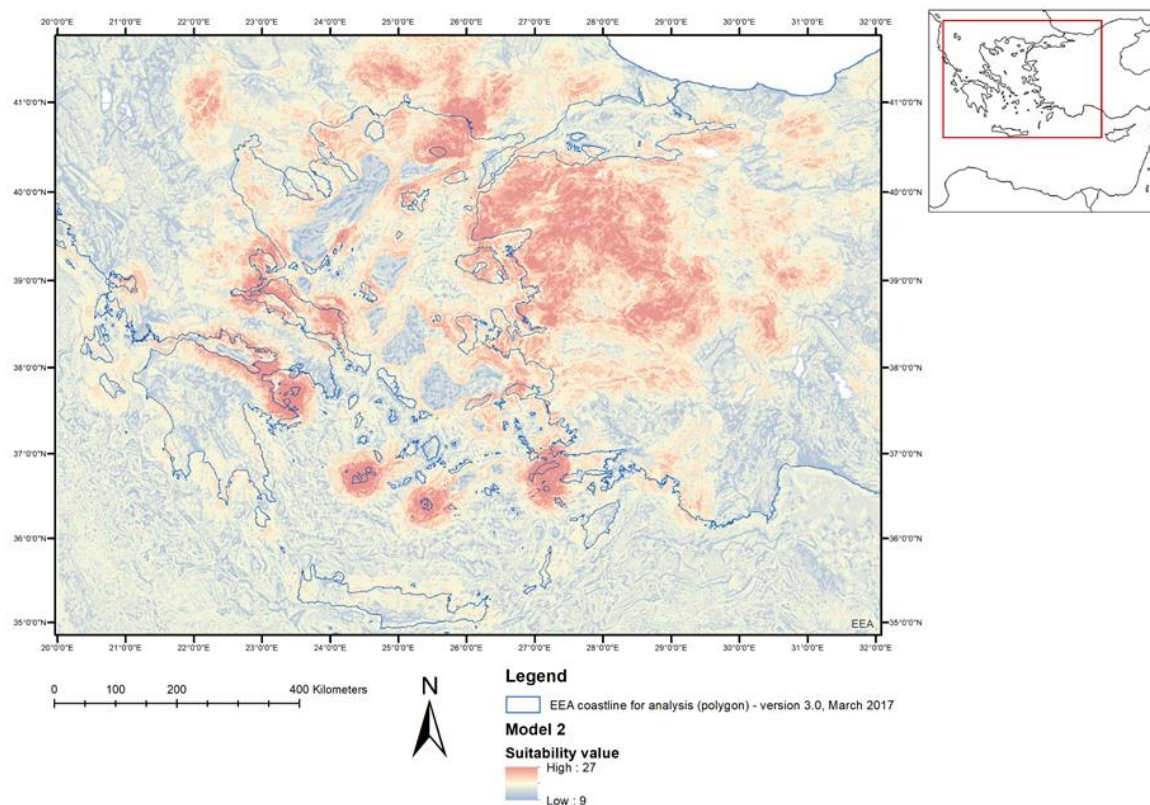 20°0'0"E 21°0'0"E 22°0'0"E 23°0'0"E 24°0'0"E 25°0'0"E 26°0'0"E 27°0'0"E 28°0'0"E 29°0'0"E 30°0'0"E 31°0'0"E 32°0'0"E
41°0'0"N 41°0'0"N
40°0'0"N 40°0'0"N
39°0'0"N 39°0'0"N
38°0'0"N 38°0'0"N
37°0'0"N 37°0'0"N
36°0'0"N 36°0'0"N
35°0'0"N 35°0'0"N
EEA
20°0'0"E 21°0'0"E 22°0'0"E 23°0'0"E 24°0'0"E 25°0'0"E 26°0'0"E 27°0'0"E 28°0'0"E 29°0'0"E 30°0'0"E 31°0'0"E 32°0'0"E
0 100 200 400 Kilometers
N
Legend
EEA coastline for analysis (polygon) - version 3.0, March 2017
Model 2
Suitability value
High : 27
Low : 9